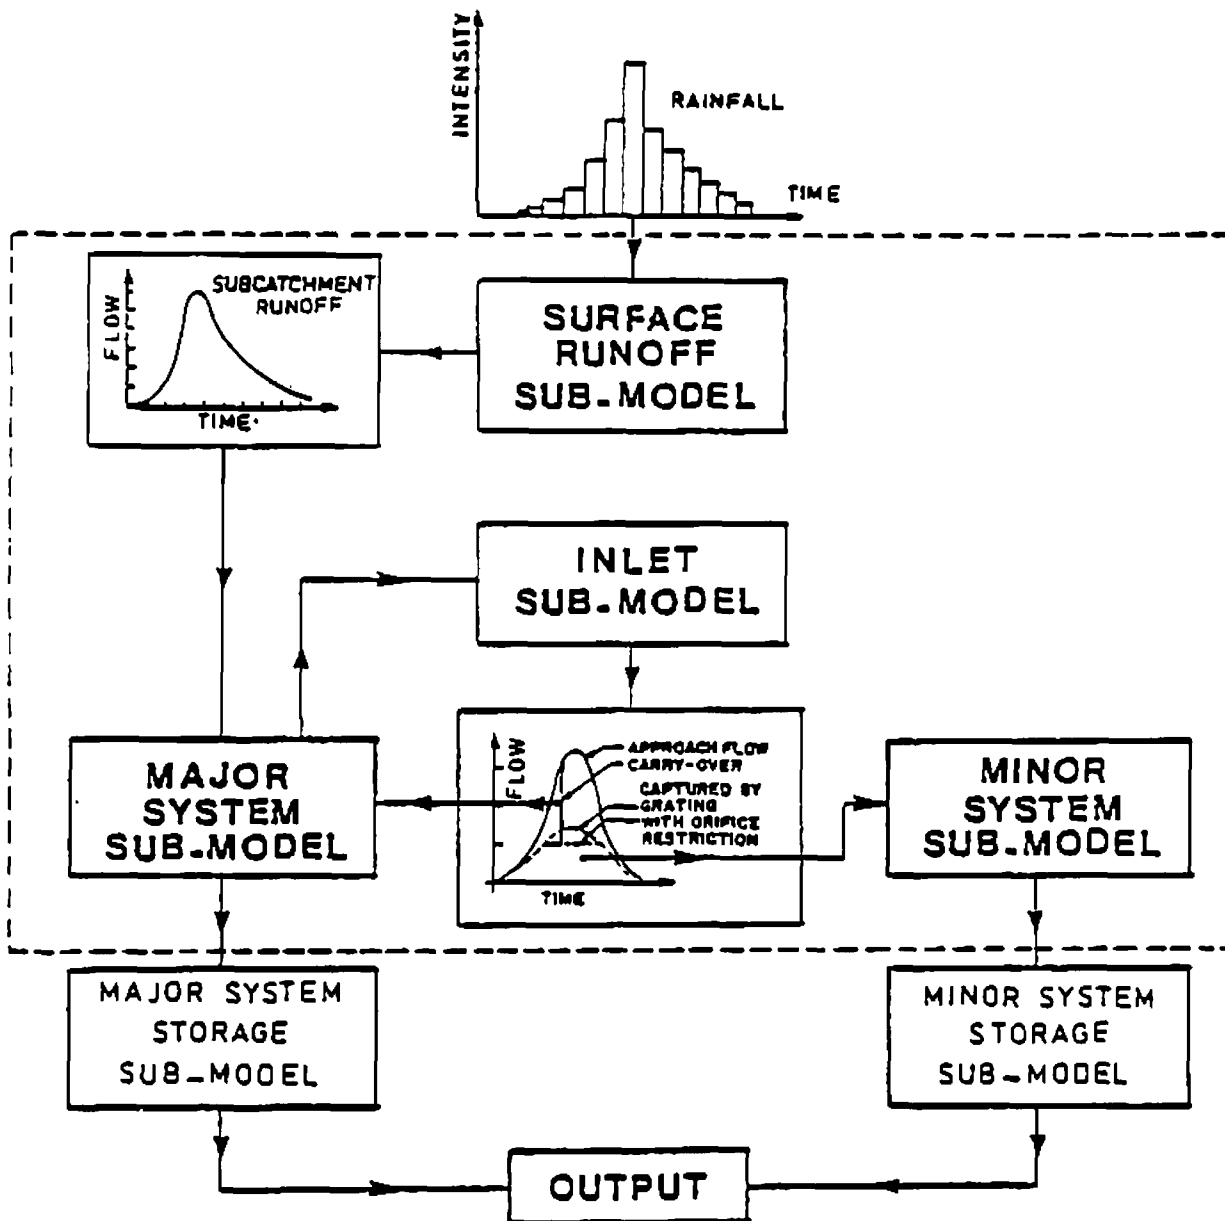 INTENSITY
RAINFALL
TIME
SUBCATCHMENT
RUNOFF
FLOW
TIME.
SURFACE
RUNOFF
SUB-MODEL
INLET
SUB-MODEL
MAJOR
SYSTEM
SUB-MODEL
FLOW
APPROACH FLOW
CARRY-OVER
CAPTURED BY
GRATING
WITH ORIFICE
RESTRICTION
TIME
MINOR
SYSTEM
SUB-MODEL
MAJOR SYSTEM
STORAGE
SUB-MODEL
MINOR SYSTEM
STORAGE
SUB-MODEL
OUTPUT